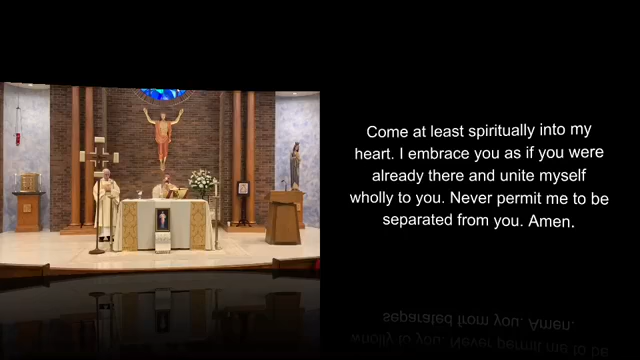 Come at least spiritually into my
heart. I embrace you as if you were
already there and unite myself
wholly to you. Never permit me to be
separated from you. Amen.